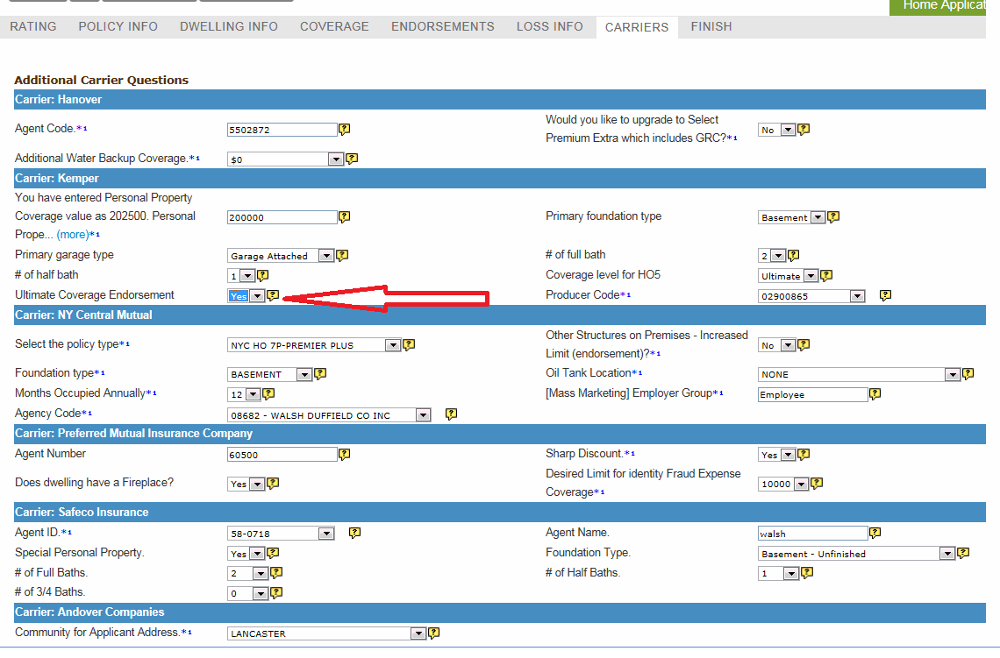 Home Applicat
RATING POLICY INFO DWELLING INFO COVERAGE ENDORSEMENTS LOSS INFO CARRIERS FINISH
Additional Carrier Questions
Carrier: Hanover
Agent Code.*1 5502872 ? Would you like to upgrade to Select
Premium Extra which includes GRC?*1 No ?
Additional Water Backup Coverage.*1 $0 ?
Carrier: Kemper
You have entered Personal Property
Coverage value as 202500. Personal
Prope... (more)*1 200000 ? Primary foundation type Basement ?
Primary garage type Garage Attached ? # of full bath 2 ?
# of half bath 1 ? Coverage level for HO5 Ultimate ?
Ultimate Coverage Endorsement Yes ? Producer Code*1 02900865 ?
Carrier: NY Central Mutual
Select the policy type*1 NYC HO 7P-PREMIER PLUS ? Other Structures on Premises - Increased
Limit (endorsement)?*1 No ?
Foundation type*1 BASEMENT ? Oil Tank Location*1 NONE ?
Months Occupied Annually*1 12 ? [Mass Marketing] Employer Group*1 Employee ?
Agency Code*1 08682 - WALSH DUFFIELD CO INC ?
Carrier: Preferred Mutual Insurance Company
Agent Number 60500 ? Sharp Discount.*1 Yes ?
Does dwelling have a Fireplace? Yes ? Desired Limit for identity Fraud Expense
Coverage*1 10000 ?
Carrier: Safeco Insurance
Agent ID.*1 58-0718 ? Agent Name. walsh ?
Special Personal Property. Yes ? Foundation Type. Basement - Unfinished ?
# of Full Baths. 2 ? # of Half Baths. 1 ?
# of 3/4 Baths. 0 ?
Carrier: Andover Companies
Community for Applicant Address.*1 LANCASTER ?